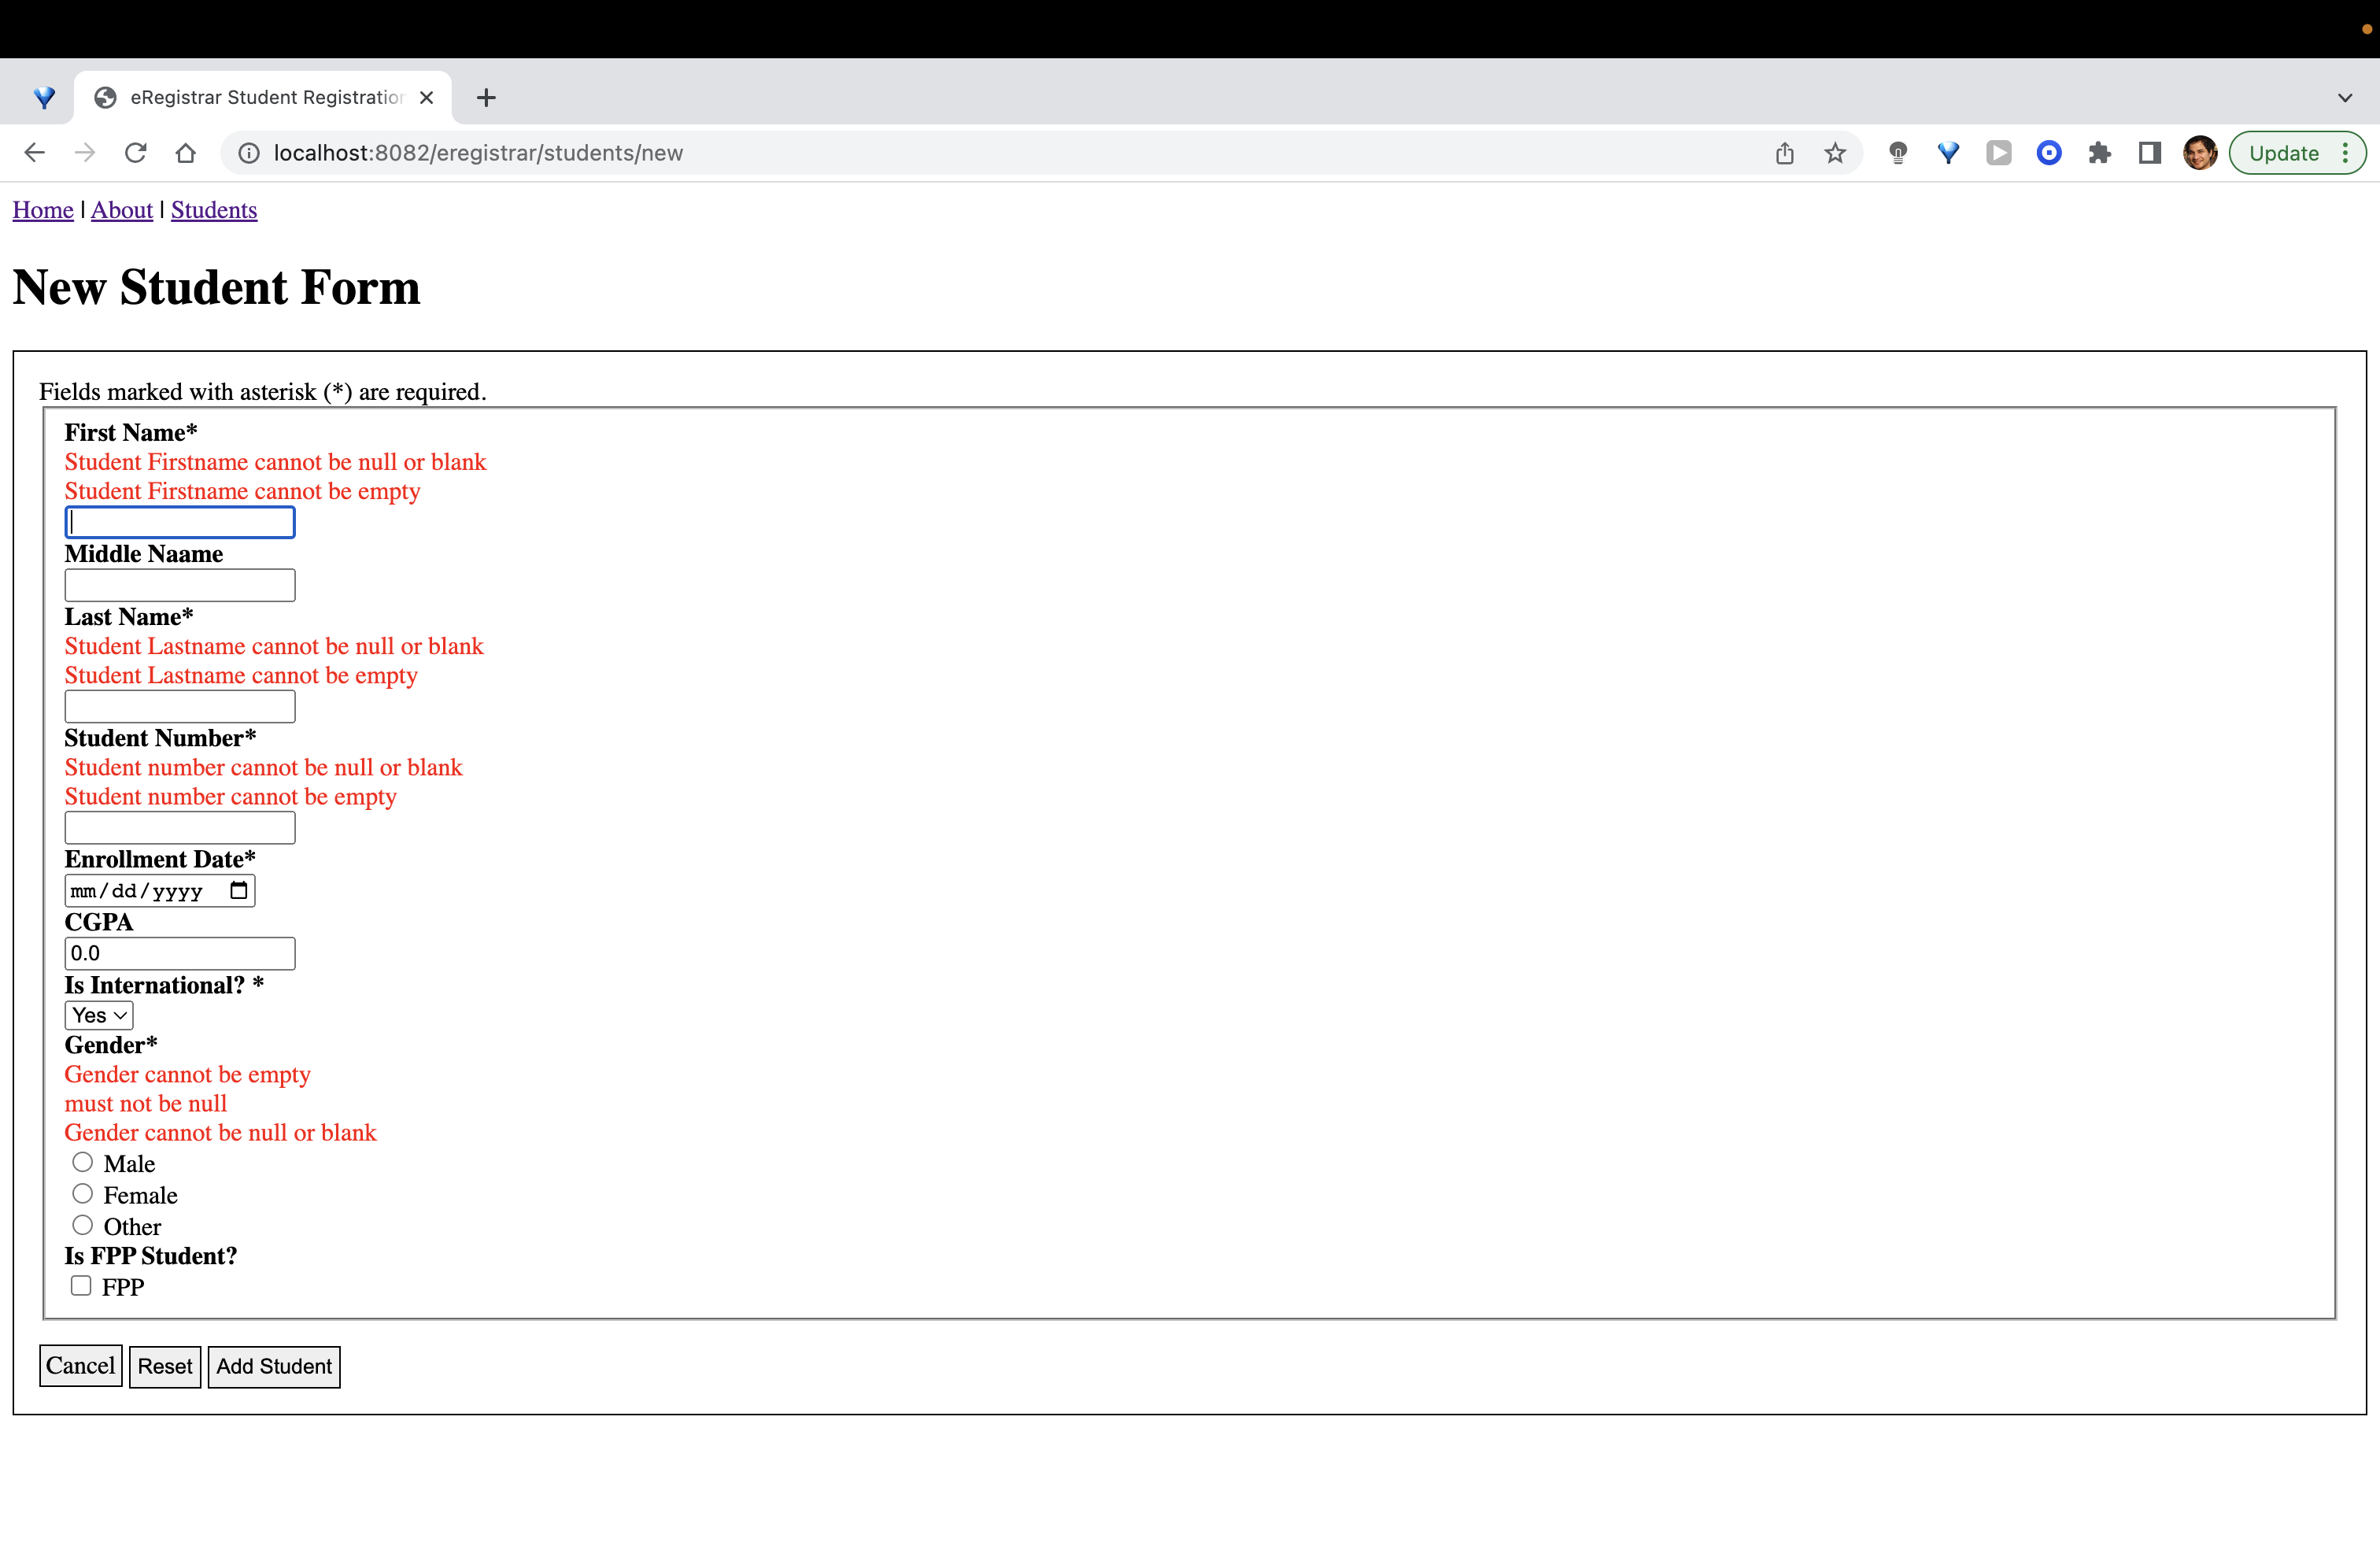 eRegistrar Student Registration
localhost:8082/eregistrar/students/new
Update
Home | About | Students
New Student Form
Fields marked with asterisk (*) are required.
First Name*
Student Firstname cannot be null or blank
Student Firstname cannot be empty
Middle Naame
Last Name*
Student Lastname cannot be null or blank
Student Lastname cannot be empty
Student Number*
Student number cannot be null or blank
Student number cannot be empty
Enrollment Date*
mm/dd/yyyy
CGPA
0.0
Is International? *
Yes
Gender*
Gender cannot be empty
must not be null
Gender cannot be null or blank
Male
Female
Other
Is FPP Student?
FPP
Cancel Reset Add Student